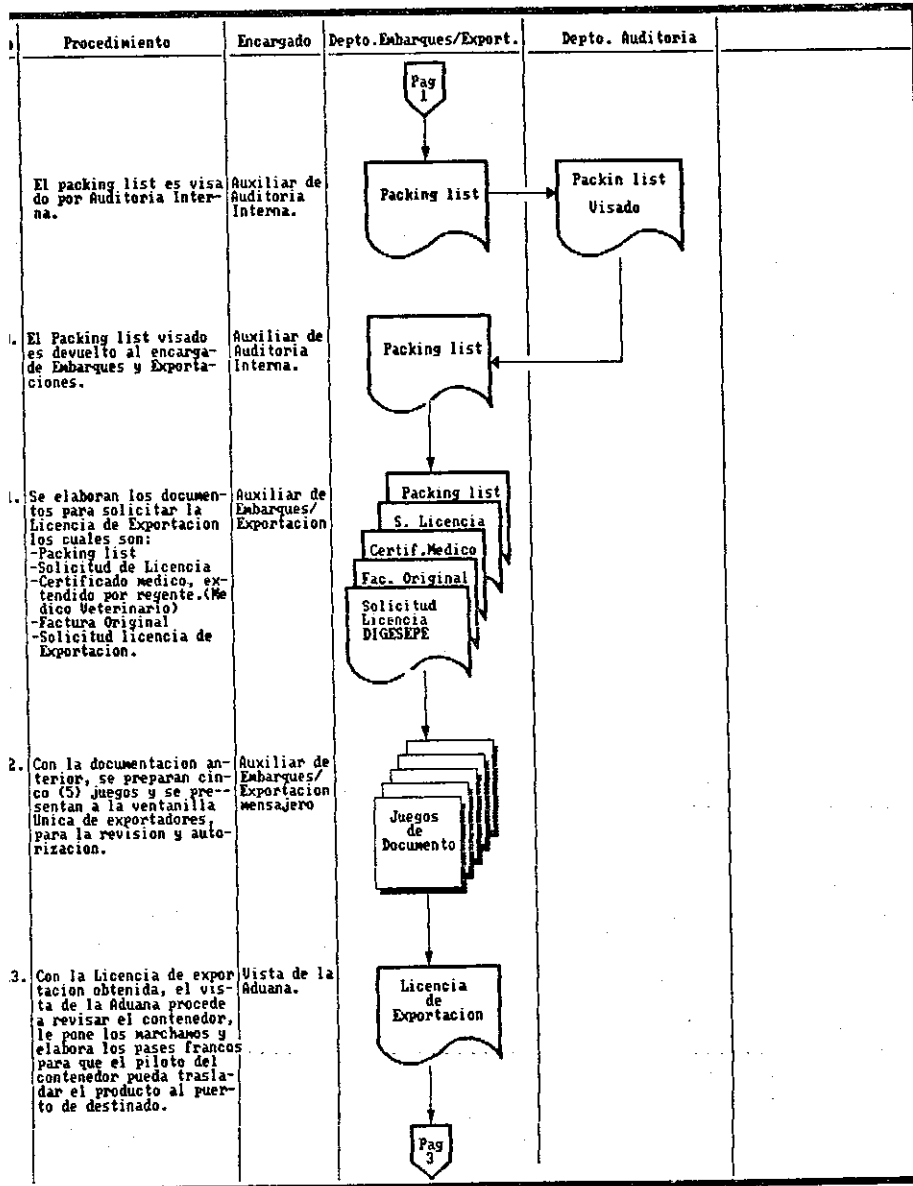 Procedimiento
Encargado
Depto.Embarques/Export.
Depto. Auditoria
Pag
1
El packing list es visa
do por Auditoria Inter-
na.
Auxiliar de
Auditoria
Interna.
Packing list
Packin list
Visado
El Packing list visado
es devuelto al encarga-
de Embarques y Exporta-
ciones.
Auxiliar de
Auditoria
Interna.
Packing list
Se elaboran los documen-
tos para solicitar la
Licencia de Exportacion
los cuales son:
-Packing list
-Solicitud de Licencia
-Certificado medico, ex-
tendido por regente.(Me
dico Veterinario)
-Factura Original
-Solicitud licencia de
Exportacion.
Auxiliar de
Embarques/
Exportacion
Packing list
S. Licencia
Certif.Medico
Fac. Original
Solicitud
Licencia
DIGESEPE
2. Con la documentacion an-
terior, se preparan cin-
co (5) juegos y se pre--
sentan a la ventanilla
Unica de exportadores,
para la revision y auto-
rizacion.
Auxiliar de
Embarques/
Exportacion
mensajero
Juegos
de
Documento
3. Con la Licencia de expor
tacion obtenida, el vis-
ta de la Aduana procede
a revisar el contenedor,
le pone los marchamos y
elabora los pases francos
para que el piloto del
contenedor pueda trasla-
dar el producto al puer-
to de destinado.
Vista de la
Aduana.
Licencia
de
Exportacion
Pag
3